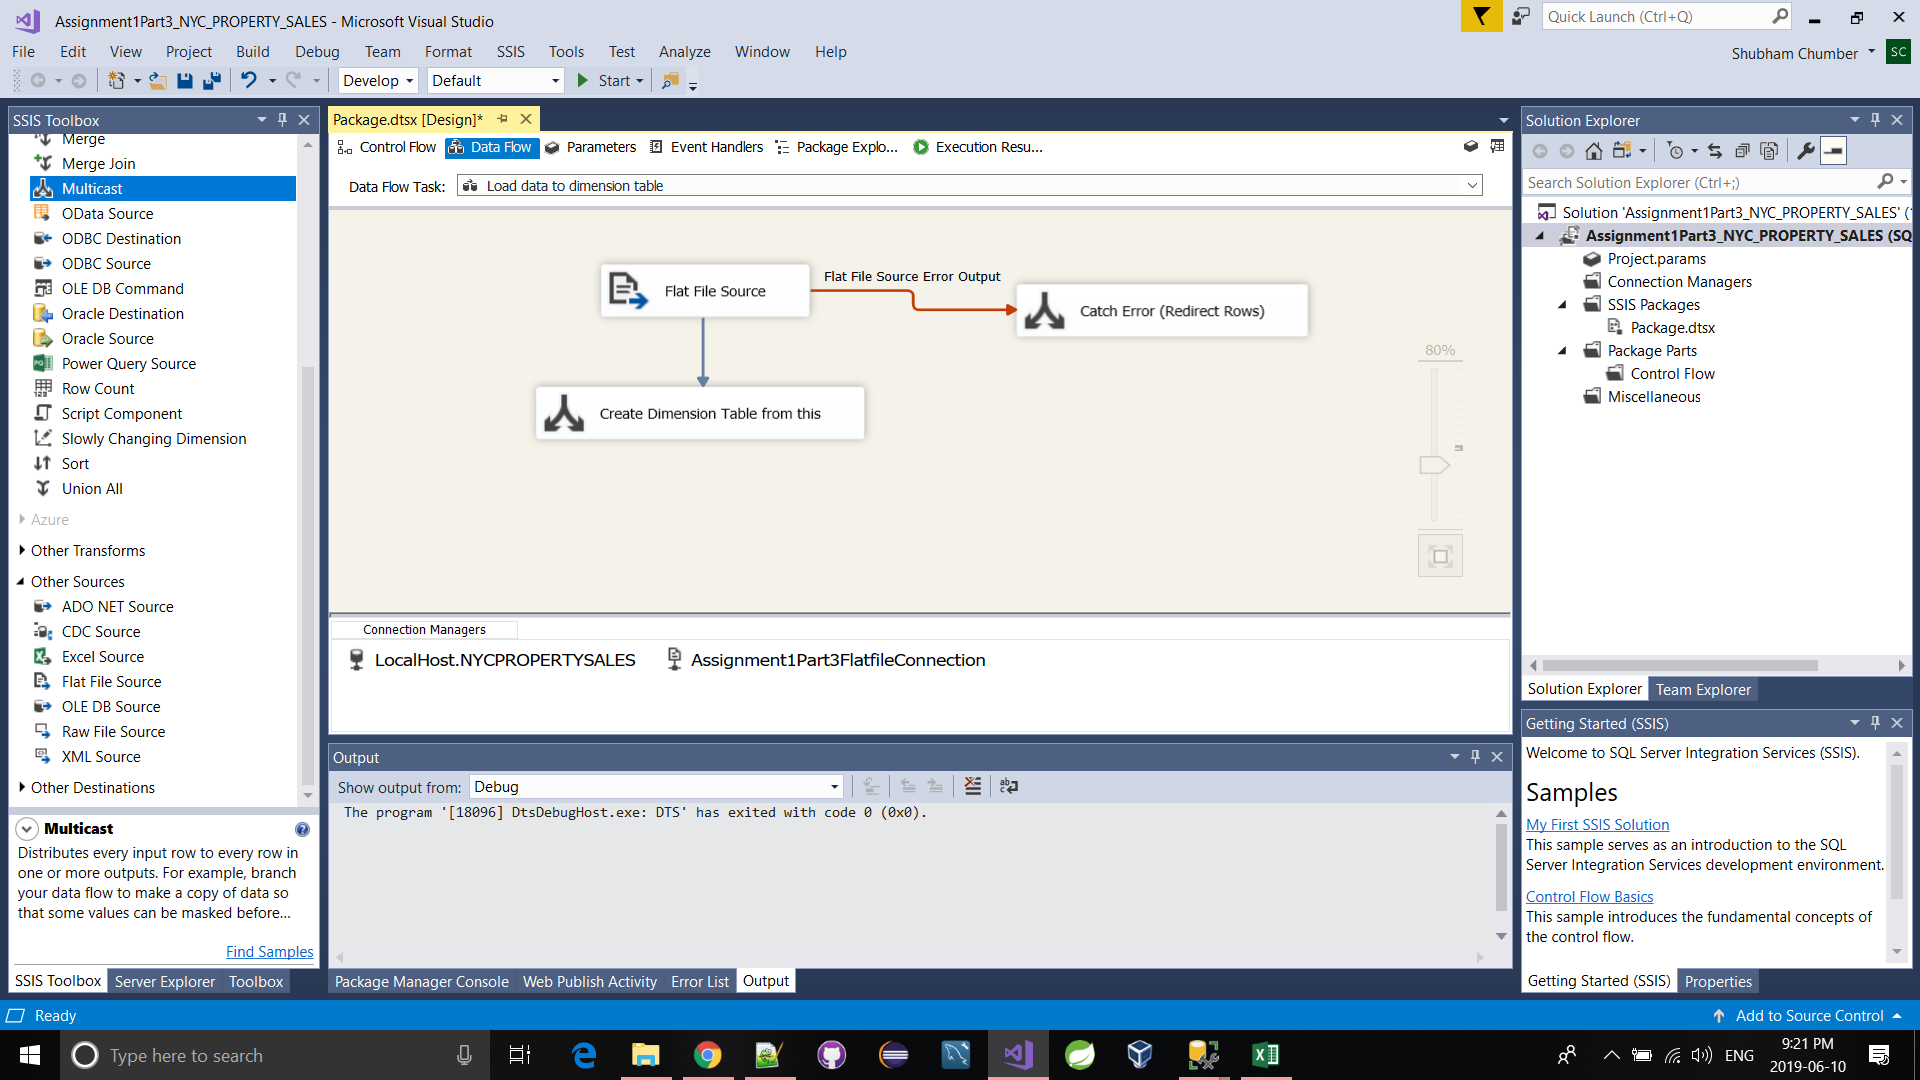 Assignment1Part3_NYC_PROPERTY_SALES - Microsoft Visual Studio
Quick Launch (Ctrl+Q)
File Edit View Project Build Debug Team Format SSIS Tools Test Analyze Window Help
Shubham Chumber SC
Develop Default Start
SSIS Toolbox
Merge
Merge Join
Multicast
OData Source
ODBC Destination
ODBC Source
OLE DB Command
Oracle Destination
Oracle Source
Power Query Source
Row Count
Script Component
Slowly Changing Dimension
Sort
Union All
Azure
Other Transforms
Other Sources
ADO NET Source
CDC Source
Excel Source
Flat File Source
OLE DB Source
Raw File Source
XML Source
Other Destinations
Multicast
Distributes every input row to every row in
one or more outputs. For example, branch
your data flow to make a copy of data so
that some values can be masked before...
Find Samples
SSIS Toolbox Server Explorer Toolbox
Package.dtsx [Design]*
Control Flow Data Flow Parameters Event Handlers Package Explo... Execution Resu...
Data Flow Task: Load data to dimension table
Flat File Source
Flat File Source Error Output
Catch Error (Redirect Rows)
Create Dimension Table from this
80%
Connection Managers
LocalHost.NYCPROPERTYSALES Assignment1Part3FlatfileConnection
Output
Show output from: Debug
The program '[18096] DtsDebugHost.exe: DTS' has exited with code 0 (0x0).
Package Manager Console Web Publish Activity Error List Output
Solution Explorer
Search Solution Explorer (Ctrl+;)
Solution 'Assignment1Part3_NYC_PROPERTY_SALES' (
Assignment1Part3_NYC_PROPERTY_SALES (SQ
Project.params
Connection Managers
SSIS Packages
Package.dtsx
Package Parts
Control Flow
Miscellaneous
Solution Explorer Team Explorer
Getting Started (SSIS)
Welcome to SQL Server Integration Services (SSIS).
Samples
My First SSIS Solution
This sample serves as an introduction to the SQL
Server Integration Services development environment.
Control Flow Basics
This sample introduces the fundamental concepts of
the control flow.
Getting Started (SSIS) Properties
Ready
Add to Source Control
Type here to search
ENG
9:21 PM
2019-06-10